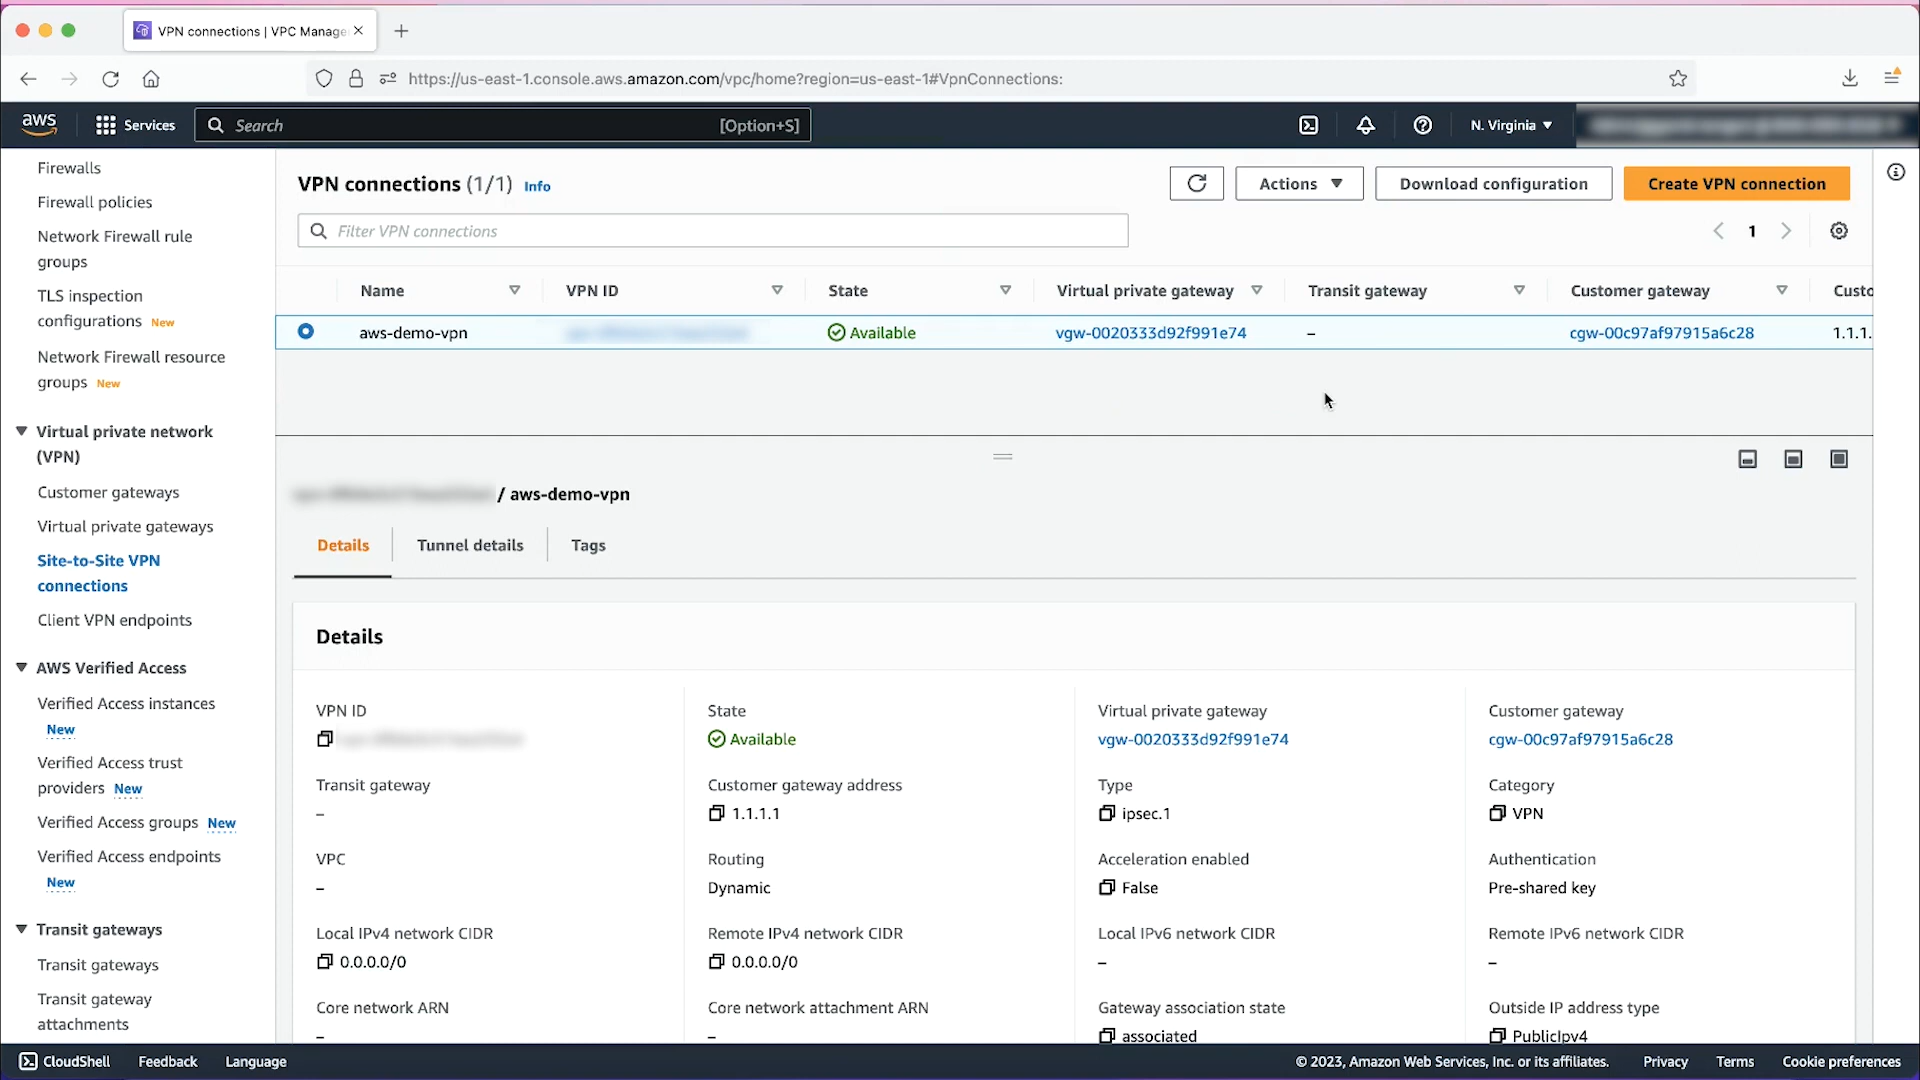 VPN connections | VPC Manage
https://us-east-1.console.aws.amazon.com/vpc/home?region=us-east-1#VpnConnections:
aws
Services
Search
[Option+S]
N. Virginia
Firewalls
Firewall policies
Network Firewall rule
groups
TLS inspection
configurations New
Network Firewall resource
groups New
Virtual private network
(VPN)
Customer gateways
Virtual private gateways
Site-to-Site VPN
connections
Client VPN endpoints
AWS Verified Access
Verified Access instances
New
Verified Access trust
providers New
Verified Access groups New
Verified Access endpoints
New
Transit gateways
Transit gateways
Transit gateway
attachments
VPN connections (1/1) Info
Actions
Download configuration
Create VPN connection
Filter VPN connections
1
Name VPN ID State Virtual private gateway Transit gateway Customer gateway Custo
aws-demo-vpn Available vgw-0020333d92f991e74 – cgw-00c97af97915a6c28 1.1.1.
/ aws-demo-vpn
Details Tunnel details Tags
Details
VPN ID
State
Available
Virtual private gateway
vgw-0020333d92f991e74
Customer gateway
cgw-00c97af97915a6c28
Transit gateway
–
Customer gateway address
1.1.1.1
Type
ipsec.1
Category
VPN
VPC
–
Routing
Dynamic
Acceleration enabled
False
Authentication
Pre-shared key
Local IPv4 network CIDR
0.0.0.0/0
Remote IPv4 network CIDR
0.0.0.0/0
Local IPv6 network CIDR
–
Remote IPv6 network CIDR
–
Core network ARN
–
Core network attachment ARN
–
Gateway association state
associated
Outside IP address type
PublicIpv4
CloudShell Feedback Language © 2023, Amazon Web Services, Inc. or its affiliates. Privacy Terms Cookie preferences